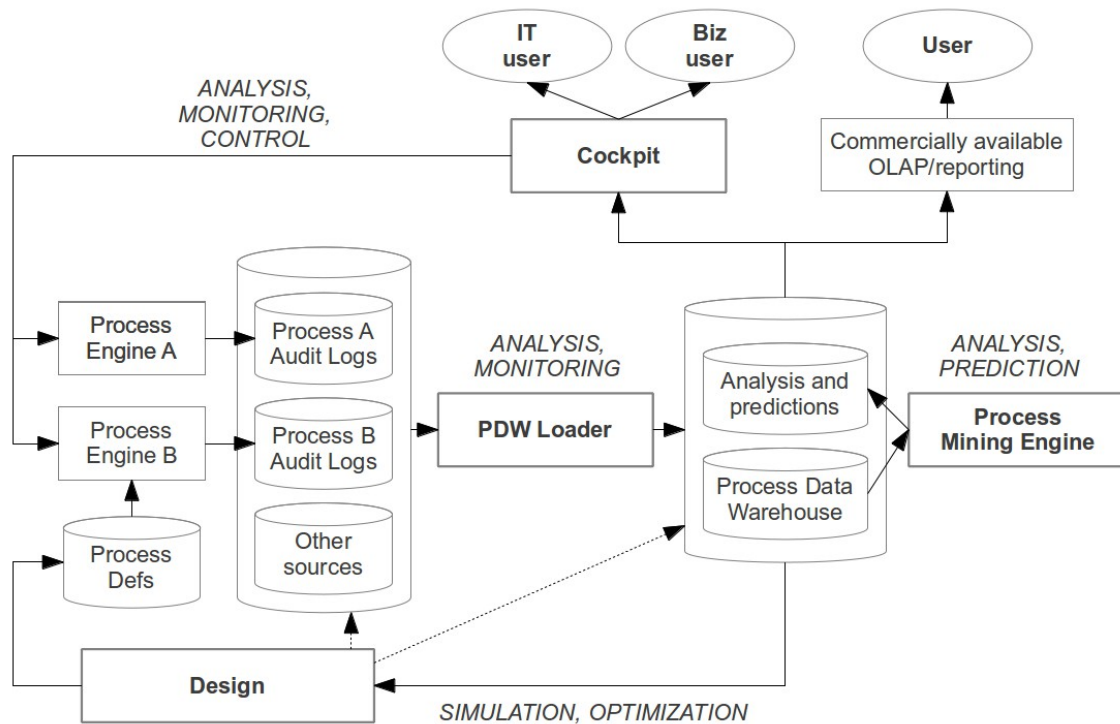 IT
user
Biz
user
User
ANALYSIS,
MONITORING,
CONTROL
Cockpit
Commercially available
OLAP/reporting
Process
Engine A
Process A
Audit Logs
ANALYSIS,
MONITORING
Analysis and
predictions
ANALYSIS,
PREDICTION
Process
Engine B
Process B
Audit Logs
PDW Loader
Process
Mining Engine
Process Data
Warehouse
Process
Defs
Other
sources
Design
SIMULATION, OPTIMIZATION